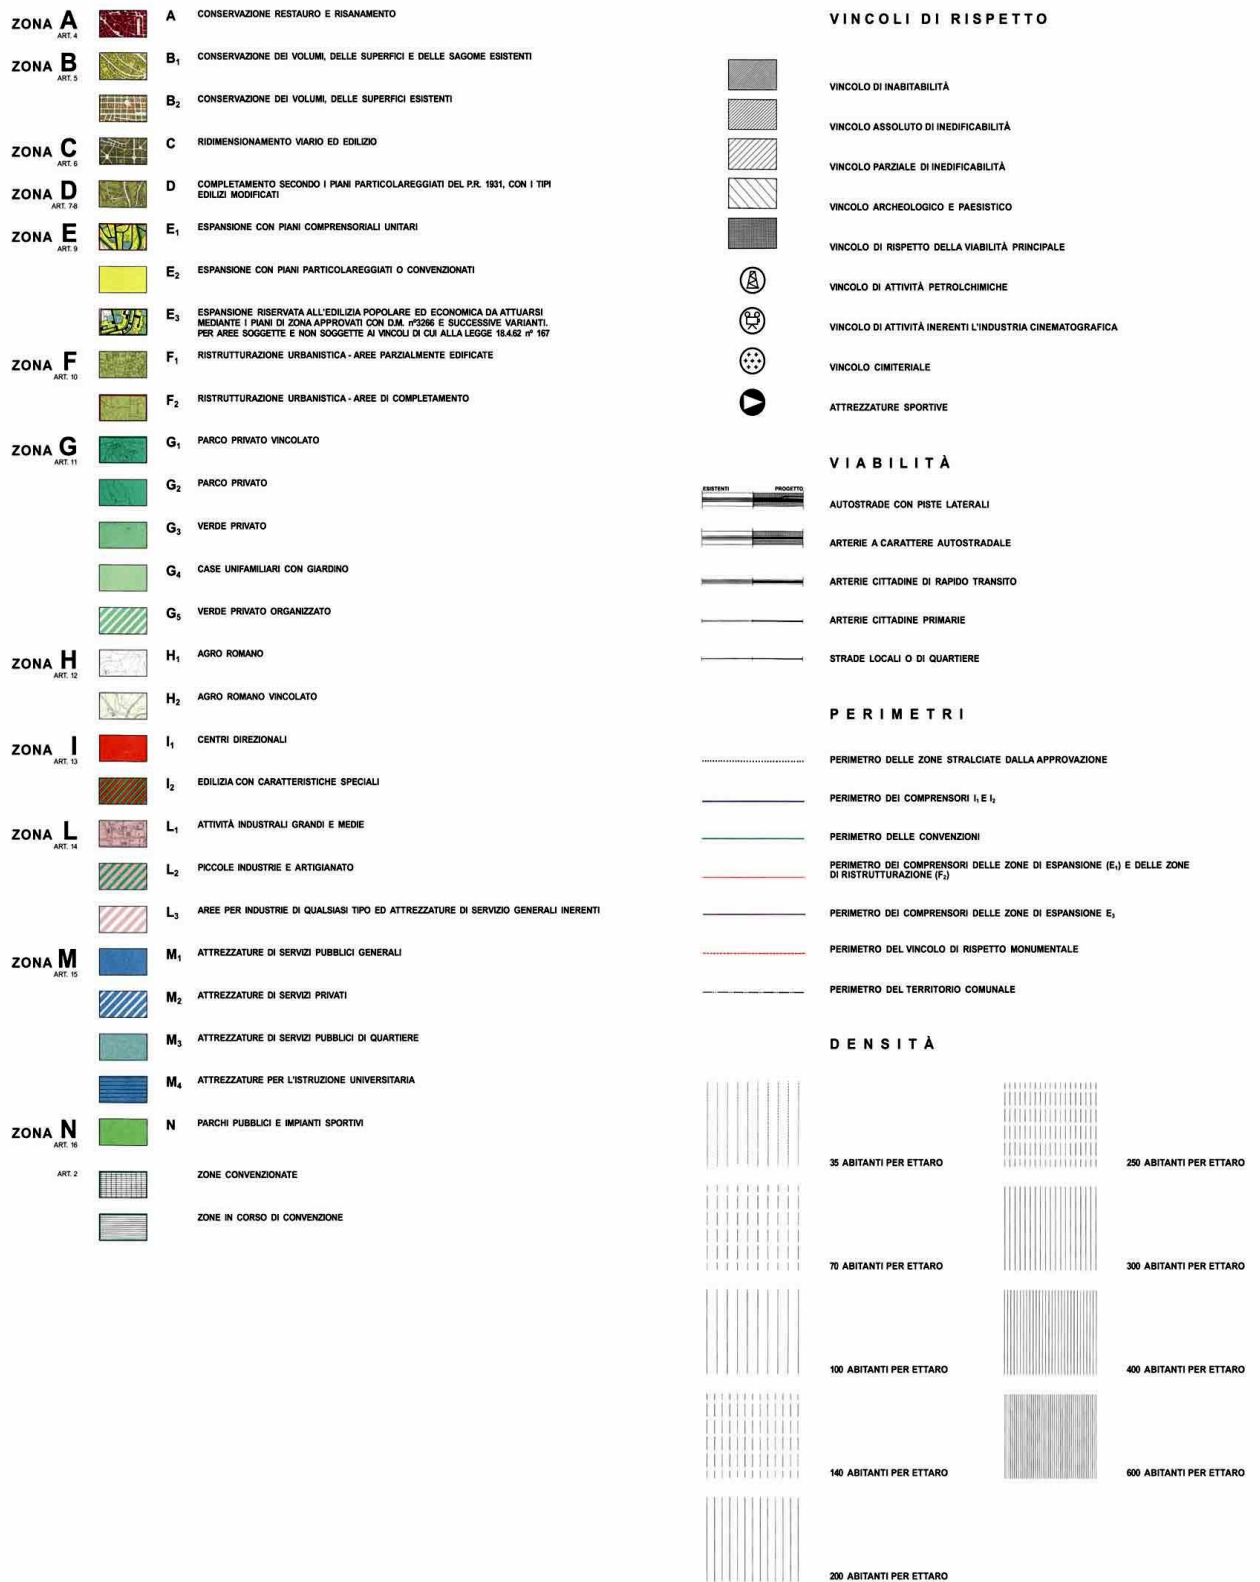 ZONA A
ART. 4
A
CONSERVAZIONE RESTAURO E RISANAMENTO
ZONA B
ART. 5
B₁
CONSERVAZIONE DEI VOLUMI, DELLE SUPERFICI E DELLE SAGOME ESISTENTI
B₂
CONSERVAZIONE DEI VOLUMI, DELLE SUPERFICI ESISTENTI
ZONA C
ART. 6
C
RIDIMENSIONAMENTO VIARIO ED EDILIZIO
ZONA D
ART. 7-8
D
COMPLETAMENTO SECONDO I PIANI PARTICOLAREGGIATI DEL P.R. 1931, CON I TIPI
EDILIZI MODIFICATI
ZONA E
ART. 9
E₁
ESPANSIONE CON PIANI COMPRENSORIALI UNITARI
E₂
ESPANSIONE CON PIANI PARTICOLAREGGIATI O CONVENZIONATI
E₃
ESPANSIONE RISERVATA ALL'EDILIZIA POPOLARE ED ECONOMICA DA ATTUARSI
MEDIANTE I PIANI DI ZONA APPROVATI CON D.M. nº3266 E SUCCESSIVE VARIANTI.
PER AREE SOGGETTE E NON SOGGETTE AI VINCOLI DI CUI ALLA LEGGE 18.4.62 nº 167
ZONA F
ART. 10
F₁
RISTRUTTURAZIONE URBANISTICA - AREE PARZIALMENTE EDIFICATE
F₂
RISTRUTTURAZIONE URBANISTICA - AREE DI COMPLETAMENTO
ZONA G
ART. 11
G₁
PARCO PRIVATO VINCOLATO
G₂
PARCO PRIVATO
G₃
VERDE PRIVATO
G₄
CASE UNIFAMILIARI CON GIARDINO
G₅
VERDE PRIVATO ORGANIZZATO
ZONA H
ART. 12
H₁
AGRO ROMANO
H₂
AGRO ROMANO VINCOLATO
ZONA I
ART. 13
I₁
CENTRI DIREZIONALI
I₂
EDILIZIA CON CARATTERISTICHE SPECIALI
ZONA L
ART. 14
L₁
ATTIVITÀ INDUSTRIALI GRANDI E MEDIE
L₂
PICCOLE INDUSTRIE E ARTIGIANATO
L₃
AREE PER INDUSTRIE DI QUALSIASI TIPO ED ATTREZZATURE DI SERVIZIO GENERALI INERENTI
ZONA M
ART. 15
M₁
ATTREZZATURE DI SERVIZI PUBBLICI GENERALI
M₂
ATTREZZATURE DI SERVIZI PRIVATI
M₃
ATTREZZATURE DI SERVIZI PUBBLICI DI QUARTIERE
M₄
ATTREZZATURE PER L'ISTRUZIONE UNIVERSITARIA
ZONA N
ART. 16
N
PARCHI PUBBLICI E IMPIANTI SPORTIVI
ART. 2
ZONE CONVENZIONATE
ZONE IN CORSO DI CONVENZIONE
VINCOLI DI RISPETTO
VINCOLO DI INABITABILITÀ
VINCOLO ASSOLUTO DI INEDIFICABILITÀ
VINCOLO PARZIALE DI INEDIFICABILITÀ
VINCOLO ARCHEOLOGICO E PAESISTICO
VINCOLO DI RISPETTO DELLA VIABILITÀ PRINCIPALE
VINCOLO DI ATTIVITÀ PETROLCHIMICHE
VINCOLO DI ATTIVITÀ INERENTI L'INDUSTRIA CINEMATOGRAFICA
VINCOLO CIMITERIALE
ATTREZZATURE SPORTIVE
VIABILITÀ
ESISTENTI PROGETTO
AUTOSTRADE CON PISTE LATERALI
ARTERIE A CARATTERE AUTOSTRADALE
ARTERIE CITTADINE DI RAPIDO TRANSITO
ARTERIE CITTADINE PRIMARIE
STRADE LOCALI O DI QUARTIERE
PERIMETRI
PERIMETRO DELLE ZONE STRALCIATE DALLA APPROVAZIONE
PERIMETRO DEI COMPRENSORI I₁ E I₂
PERIMETRO DELLE CONVENZIONI
PERIMETRO DEI COMPRENSORI DELLE ZONE DI ESPANSIONE (E₁) E DELLE ZONE
DI RISTRUTTURAZIONE (F₂)
PERIMETRO DEI COMPRENSORI DELLE ZONE DI ESPANSIONE E₃
PERIMETRO DEL VINCOLO DI RISPETTO MONUMENTALE
PERIMETRO DEL TERRITORIO COMUNALE
DENSITÀ
35 ABITANTI PER ETTARO
250 ABITANTI PER ETTARO
70 ABITANTI PER ETTARO
300 ABITANTI PER ETTARO
100 ABITANTI PER ETTARO
400 ABITANTI PER ETTARO
140 ABITANTI PER ETTARO
600 ABITANTI PER ETTARO
200 ABITANTI PER ETTARO